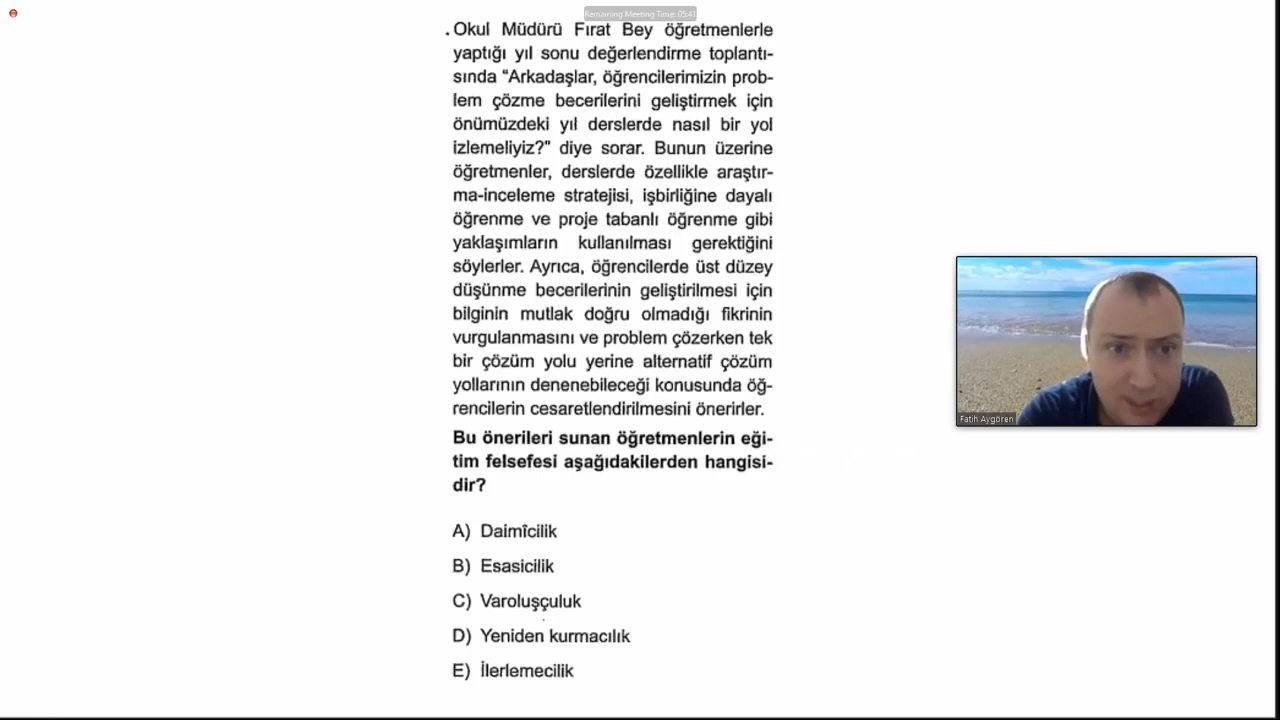 Remaining Meeting Time: 05:41
. Okul Müdürü Fırat Bey öğretmenlerle
yaptığı yıl sonu değerlendirme toplantı-
sında “Arkadaşlar, öğrencilerimizin prob-
lem çözme becerilerini geliştirmek için
önümüzdeki yıl derslerde nasıl bir yol
izlemeliyiz?” diye sorar. Bunun üzerine
öğretmenler, derslerde özellikle araştır-
ma-inceleme stratejisi, işbirliğine dayalı
öğrenme ve proje tabanlı öğrenme gibi
yaklaşımların kullanılması gerektiğini
söylerler. Ayrıca, öğrencilerde üst düzey
düşünme becerilerinin geliştirilmesi için
bilginin mutlak doğru olmadığı fikrinin
vurgulanmasını ve problem çözerken tek
bir çözüm yolu yerine alternatif çözüm
yollarının denenebileceği konusunda öğ-
rencilerin cesaretlendirilmesini önerirler.
Bu önerileri sunan öğretmenlerin eği-
tim felsefesi aşağıdakilerden hangisi-
dir?
A) Daimîcilik
B) Esasicilik
C) Varoluşçuluk
D) Yeniden kurmacılık
E) İlerlemecilik
Fatih Aygören